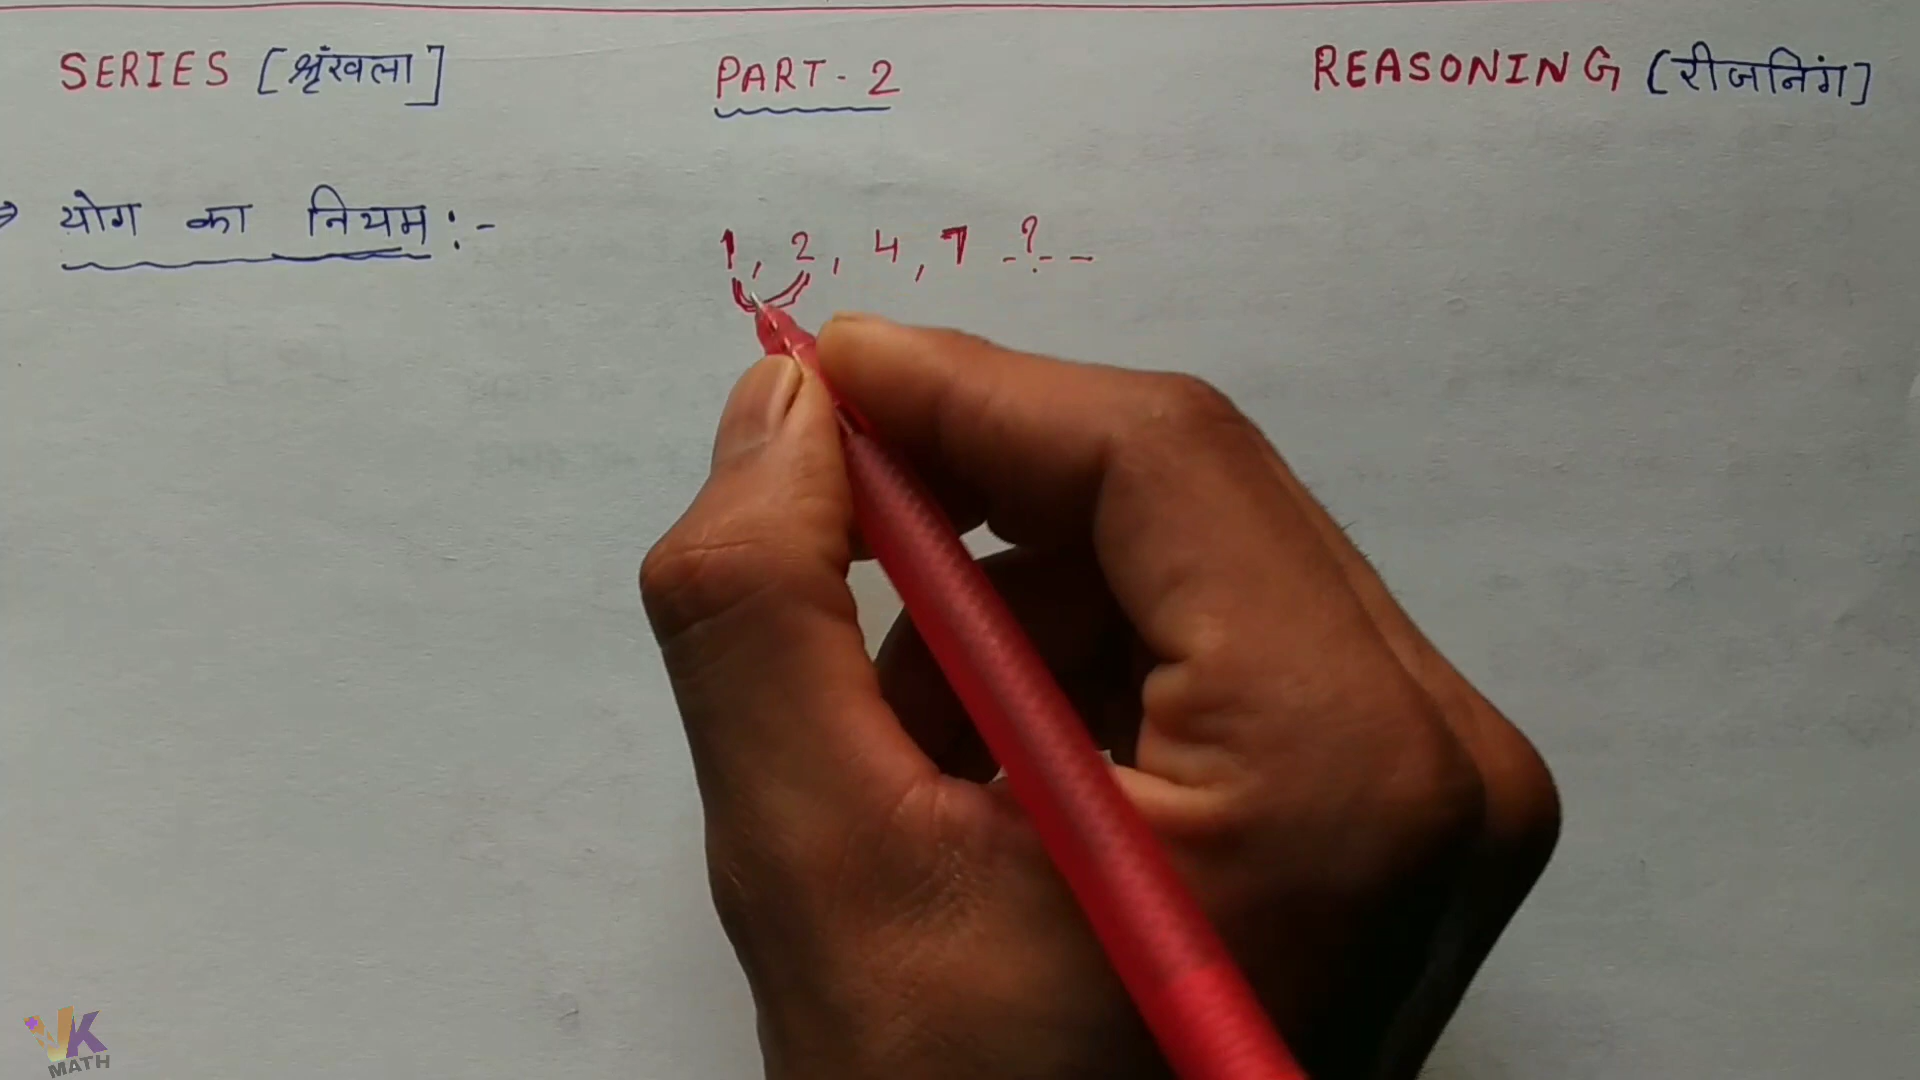 SERIES [श्रृंखला] PART-2 REASONING [रीजनिंग]
→ योग का नियम :- 1, 2, 4, 7 -?--
VK
MATH